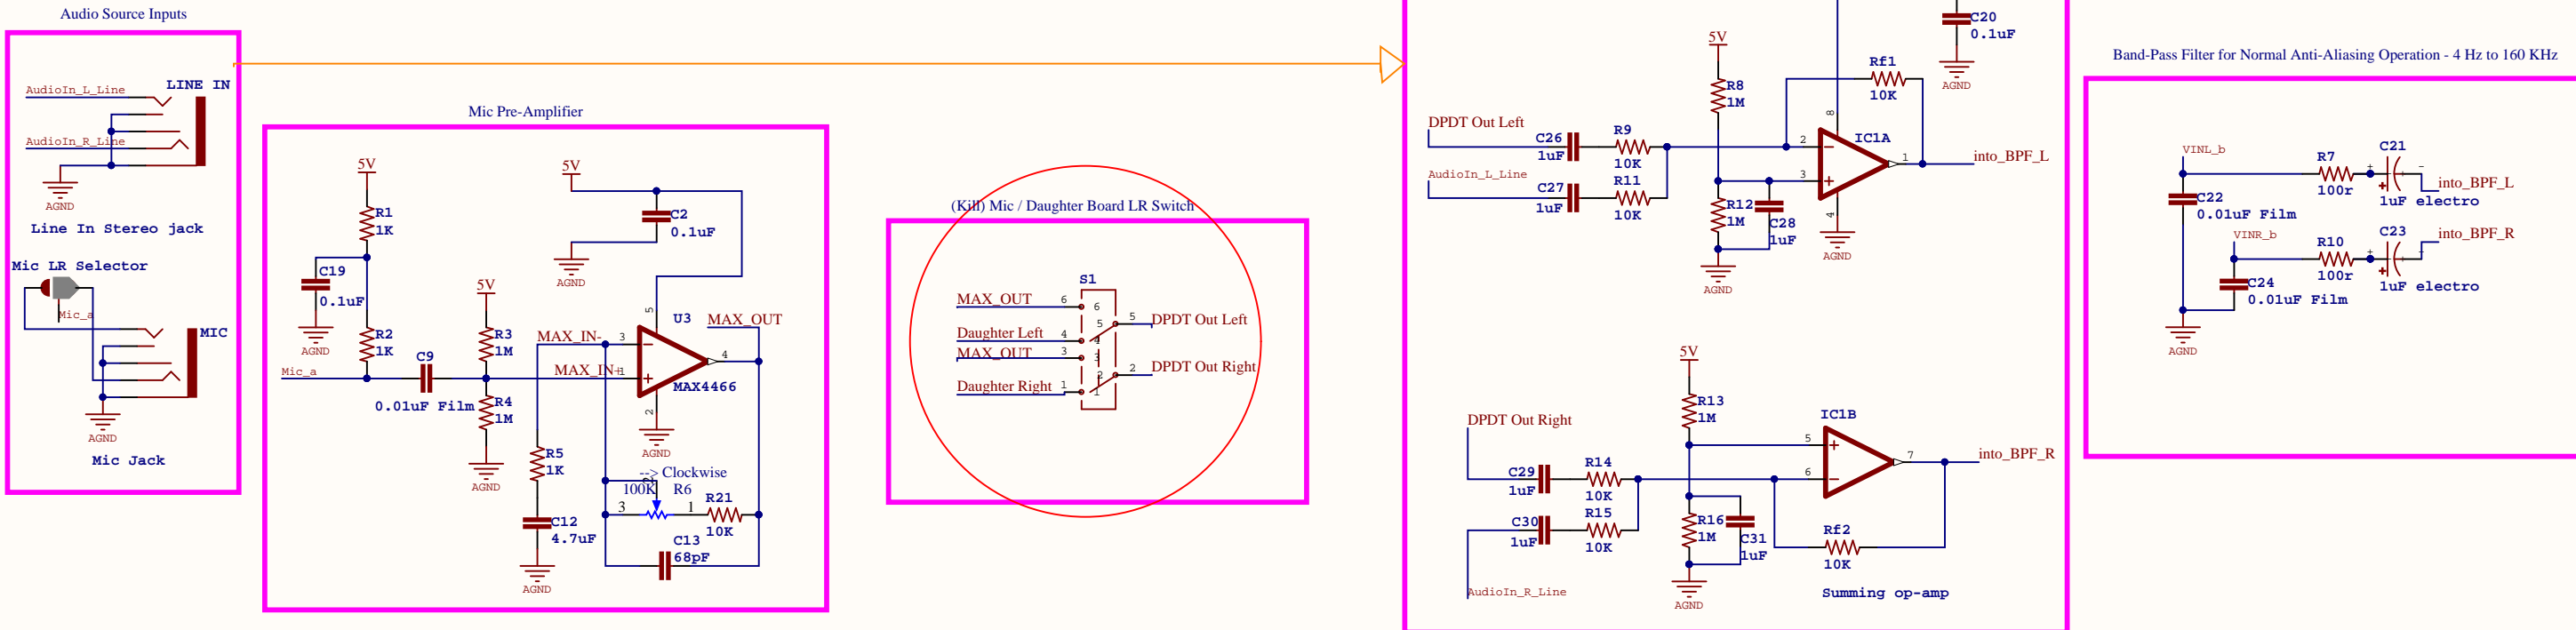 Audio Source Inputs
LINE IN
AudioIn_L_Line
AudioIn_R_Line
AGND
Line In Stereo jack
Mic LR Selector
Mic_a
MIC
AGND
Mic Jack
Mic Pre-Amplifier
5V
R1
1K
C19
0.1uF
AGND
R2
1K
Mic_a
C9
0.01uF Film
5V
R3
1M
R4
1M
AGND
5V
C2
0.1uF
AGND
MAX_IN-
MAX_IN+
3
1
5
2
4
U3
MAX4466
MAX_OUT
AGND
R5
1K
C12
4.7uF
AGND
--> Clockwise
100K
2
R6
3
1
R21
10K
C13
68pF
(Kill) Mic / Daughter Board LR Switch
S1
MAX_OUT
6
6
Daughter Left
4
4
MAX_OUT
3
3
Daughter Right
1
1
5
5
DPDT Out Left
2
2
DPDT Out Right
C20
0.1uF
AGND
5V
R8
1M
Rf1
10K
DPDT Out Left
C26
1uF
R9
10K
AudioIn_L_Line
C27
1uF
R11
10K
R12
1M
C28
1uF
AGND
2
3
8
4
1
IC1A
into_BPF_L
AGND
5V
R13
1M
DPDT Out Right
C29
1uF
R14
10K
C30
1uF
R15
10K
AudioIn_R_Line
R16
1M
C31
1uF
AGND
5
6
7
IC1B
into_BPF_R
Rf2
10K
Summing op-amp
Band-Pass Filter for Normal Anti-Aliasing Operation - 4 Hz to 160 KHz
VINL_b
R7
100r
C21
1uF electro
into_BPF_L
C22
0.01uF Film
VINR_b
R10
100r
C23
1uF electro
into_BPF_R
C24
0.01uF Film
AGND